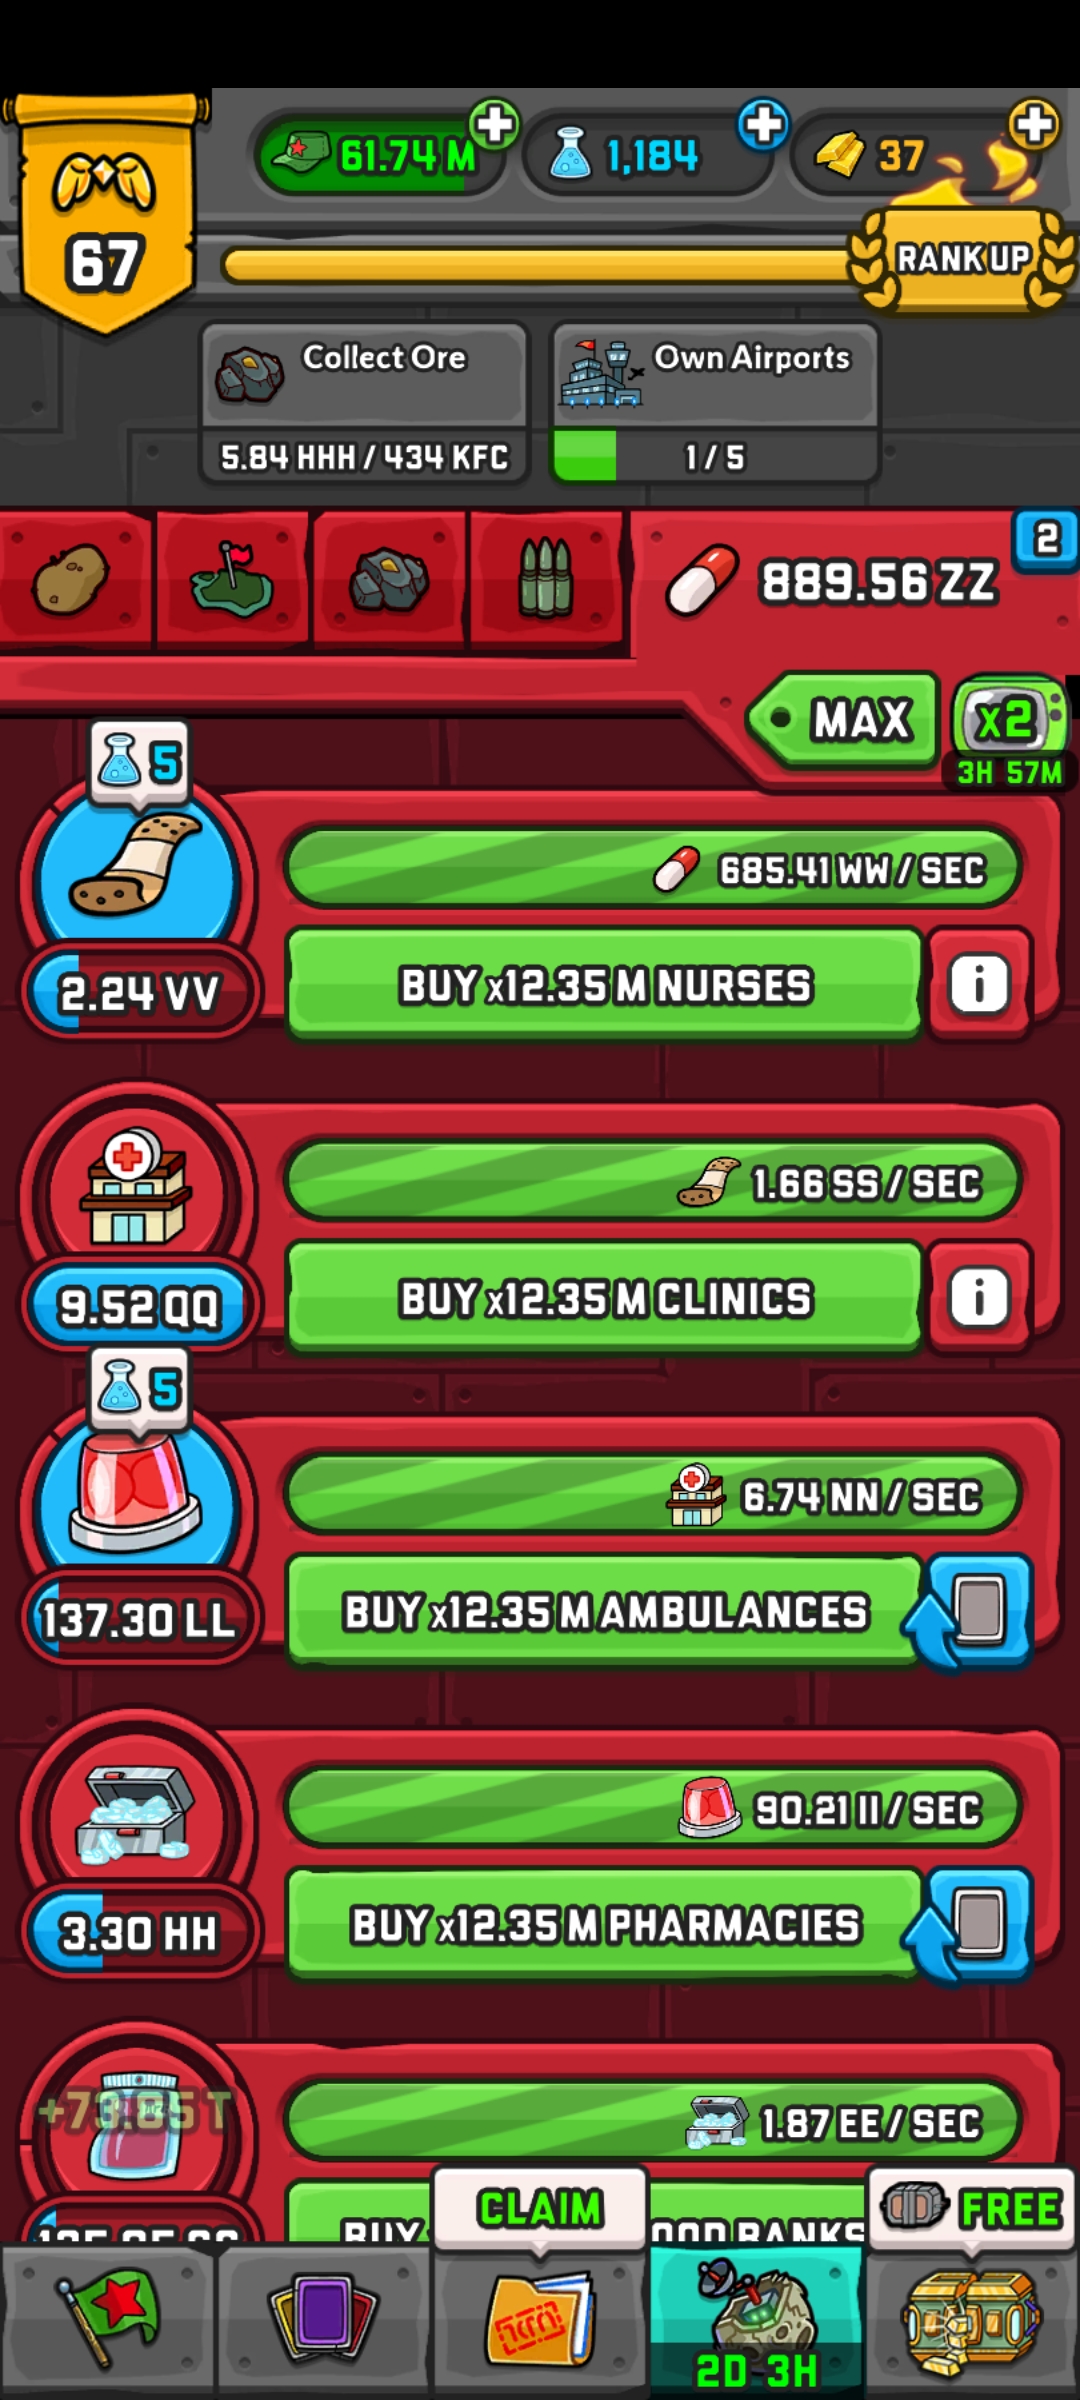 61.74 M
1,184
37
67
RANK UP
Collect Ore
Own Airports
5.84 HHH / 434 KFC
1 / 5
2
889.56 ZZ
MAX
x2
3H 57M
5
685.41 WW / SEC
BUY x12.35 M NURSES
i
2.24 VV
1.66 SS / SEC
BUY x12.35 M CLINICS
i
9.52 QQ
5
6.74 NN / SEC
BUY x12.35 M AMBULANCES
137.30 LL
90.21 II / SEC
BUY x12.35 M PHARMACIES
3.30 HH
+73.85 T
1.87 EE / SEC
BUY
CLAIM
BANKS
FREE
2D 3H